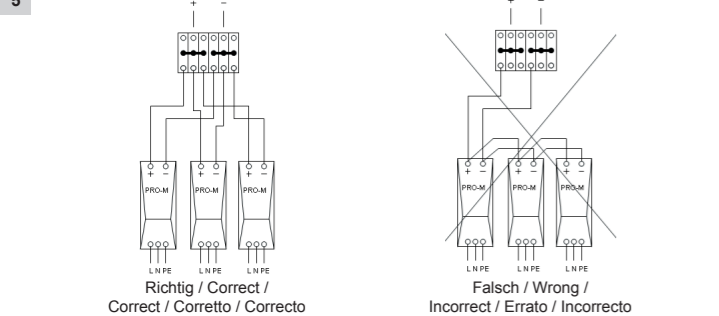 5
+ −
+ −
+ − + − + −
PRO-M PRO-M PRO-M
L N PE L N PE L N PE
Richtig / Correct /
Correct / Corretto / Correcto
+ − + − + −
PRO-M PRO-M PRO-M
L N PE L N PE L N PE
Falsch / Wrong /
Incorrect / Errato / Incorrecto